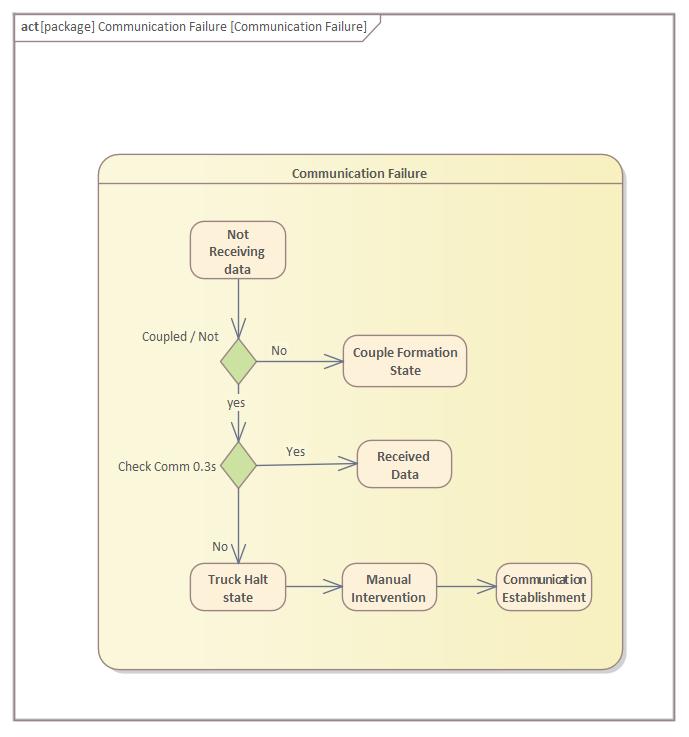 act [package] Communication Failure [Communication Failure]
Communication Failure
Not
Receiving
data
Coupled / Not
No
Couple Formation
State
yes
Check Comm 0.3s
Yes
Received
Data
No
Truck Halt
state
Manual
Intervention
Communication
Establishment